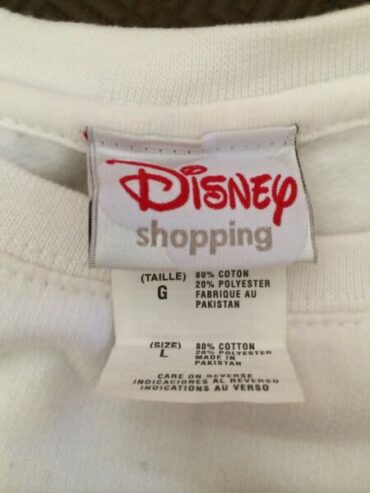 Disney
shopping
(TAILLE) 80% COTON
G 20% POLYESTER
FABRIQUE AU
PAKISTAN
(SIZE) 80% COTTON
L 20% POLYESTER
MADE IN
PAKISTAN
CARE ON REVERSE
INDICACIONES AL REVERSO
INDICATIONS AU VERSO